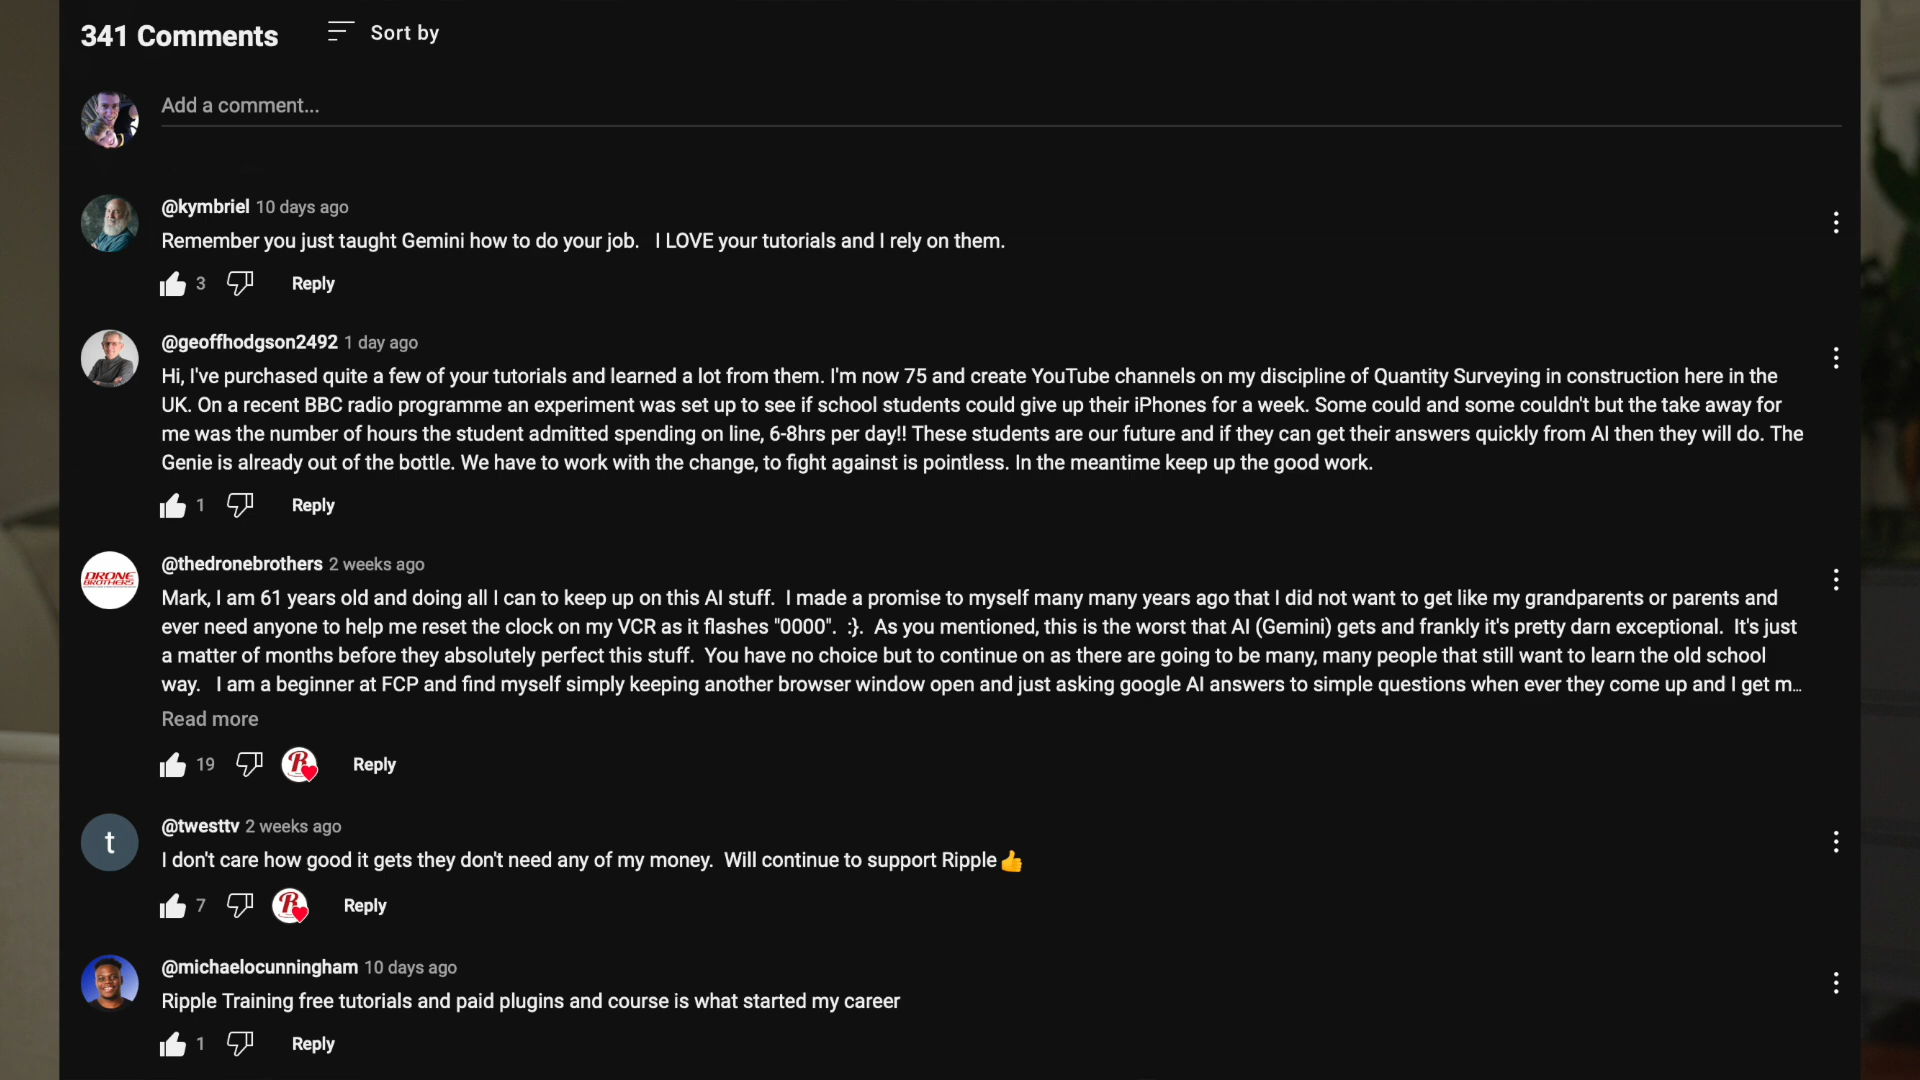 341 Comments
Sort by
Add a comment...
@kymbriel 10 days ago
Remember you just taught Gemini how to do your job.   I LOVE your tutorials and I rely on them.
3
Reply
@geoffhodgson2492 1 day ago
Hi, I've purchased quite a few of your tutorials and learned a lot from them. I'm now 75 and create YouTube channels on my discipline of Quantity Surveying in construction here in the
UK. On a recent BBC radio programme an experiment was set up to see if school students could give up their iPhones for a week. Some could and some couldn't but the take away for
me was the number of hours the student admitted spending on line, 6-8hrs per day!! These students are our future and if they can get their answers quickly from AI then they will do. The
Genie is already out of the bottle. We have to work with the change, to fight against is pointless. In the meantime keep up the good work.
1
Reply
DRONE
BROTHERS
@thedronebrothers 2 weeks ago
Mark, I am 61 years old and doing all I can to keep up on this AI stuff.  I made a promise to myself many many years ago that I did not want to get like my grandparents or parents and
ever need anyone to help me reset the clock on my VCR as it flashes "0000".  :}.  As you mentioned, this is the worst that AI (Gemini) gets and frankly it's pretty darn exceptional.  It's just
a matter of months before they absolutely perfect this stuff.  You have no choice but to continue on as there are going to be many, many people that still want to learn the old school
way.   I am a beginner at FCP and find myself simply keeping another browser window open and just asking google AI answers to simple questions when ever they come up and I get m...
Read more
19
R
Reply
t
@twesttv 2 weeks ago
I don't care how good it gets they don't need any of my money.  Will continue to support Ripple👍
7
R
Reply
@michaelocunningham 10 days ago
Ripple Training free tutorials and paid plugins and course is what started my career
1
Reply